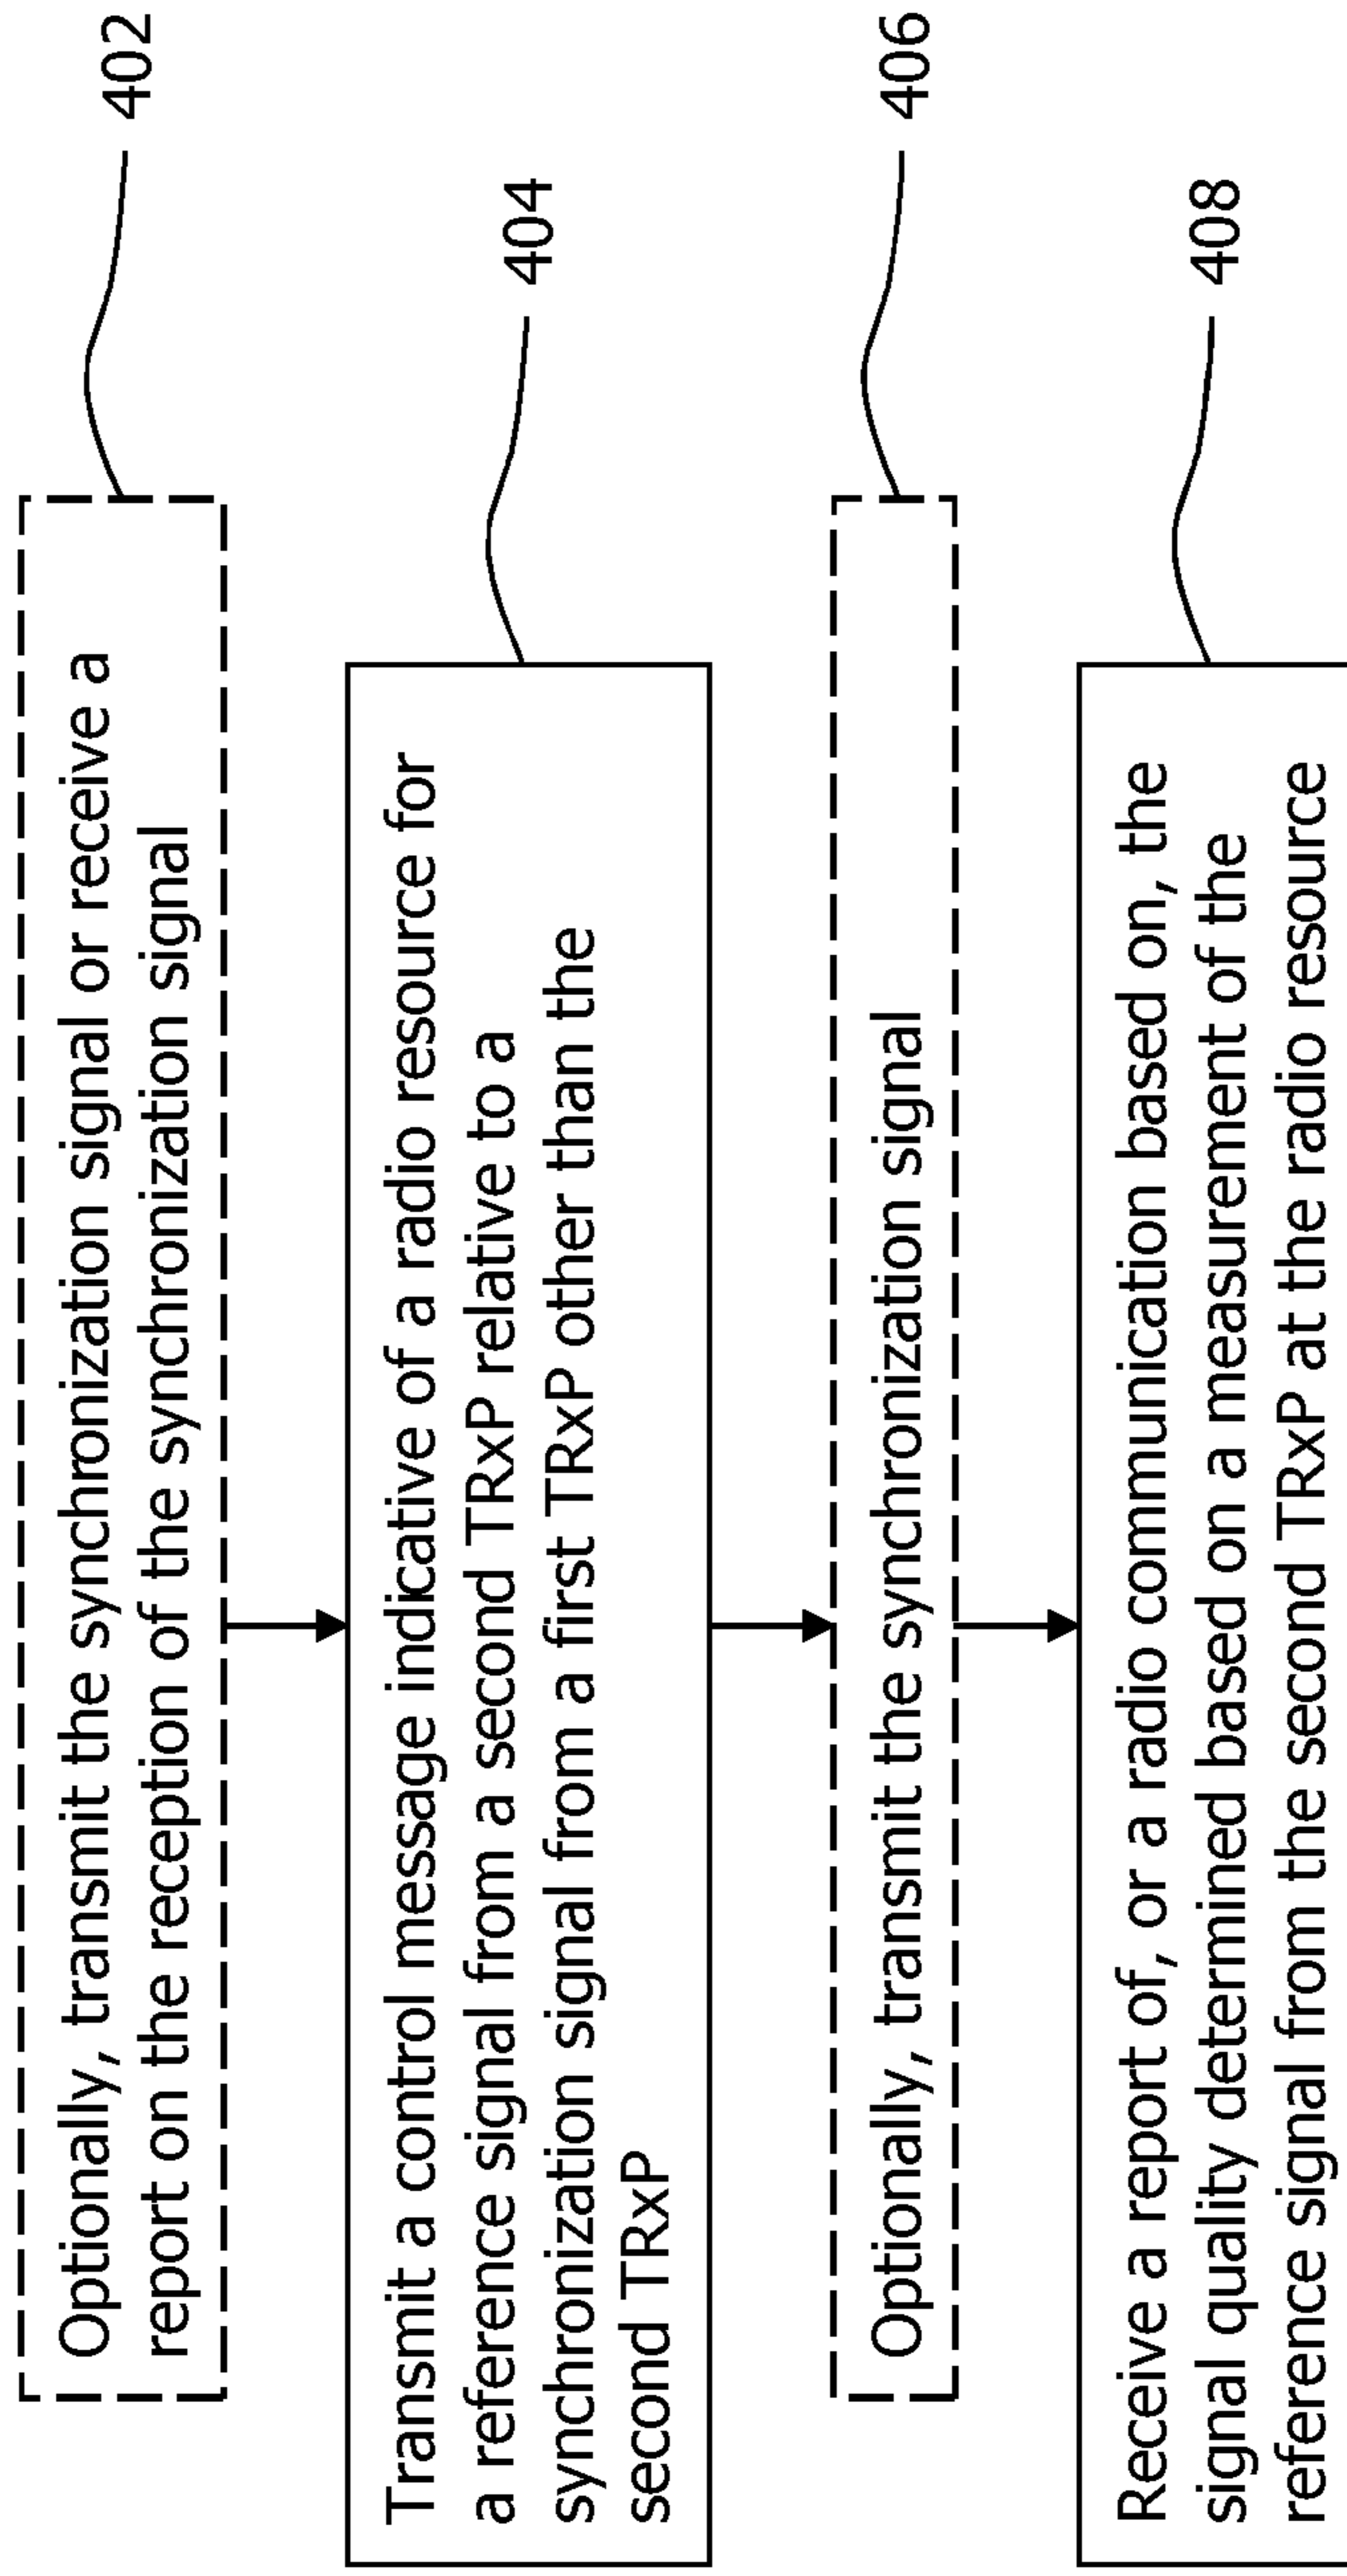 Optionally, transmit the synchronization signal or receive a
report on the reception of the synchronization signal
402
Transmit a control message indicative of a radio resource for
a reference signal from a second TRxP relative to a
synchronization signal from a first TRxP other than the
second TRxP
404
Optionally, transmit the synchronization signal
406
Receive a report of, or a radio communication based on, the
signal quality determined based on a measurement of the
reference signal from the second TRxP at the radio resource
408